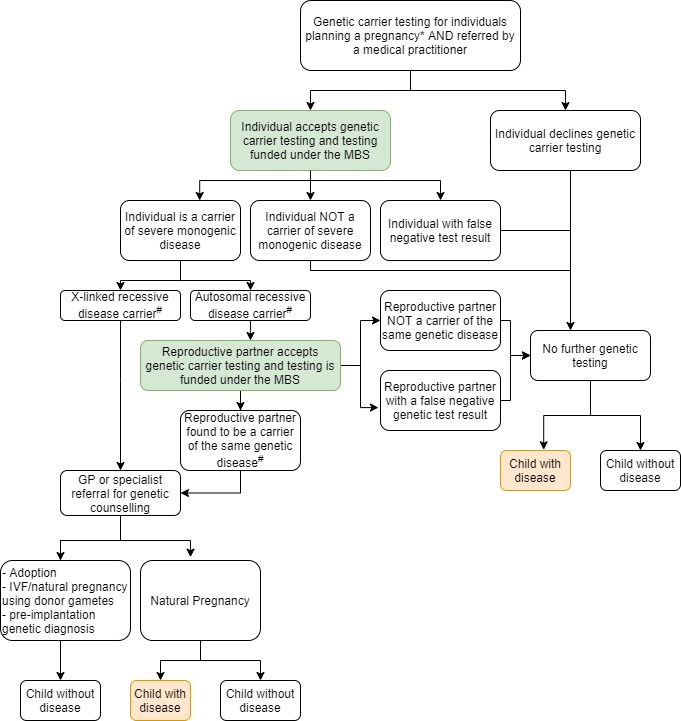 Genetic carrier testing for individuals
planning a pregnancy* AND referred by
a medical practitioner
Individual accepts genetic
carrier testing and testing
funded under the MBS
Individual declines genetic
carrier testing
Individual is a carrier
of severe monogenic
disease
Individual NOT a
carrier of severe
monogenic disease
Individual with false
negative test result
X-linked recessive
disease carrier#
Autosomal recessive
disease carrier#
Reproductive partner
NOT a carrier of the
same genetic disease
No further genetic
testing
Reproductive partner accepts
genetic carrier testing and testing is
funded under the MBS
Reproductive partner
with a false negative
genetic test result
Reproductive partner
found to be a carrier
of the same genetic
disease#
Child with
disease
Child without
disease
GP or specialist
referral for genetic
counselling
- Adoption
- IVF/natural pregnancy
using donor gametes
- pre-implantation
genetic diagnosis
Natural Pregnancy
Child without
disease
Child with
disease
Child without
disease